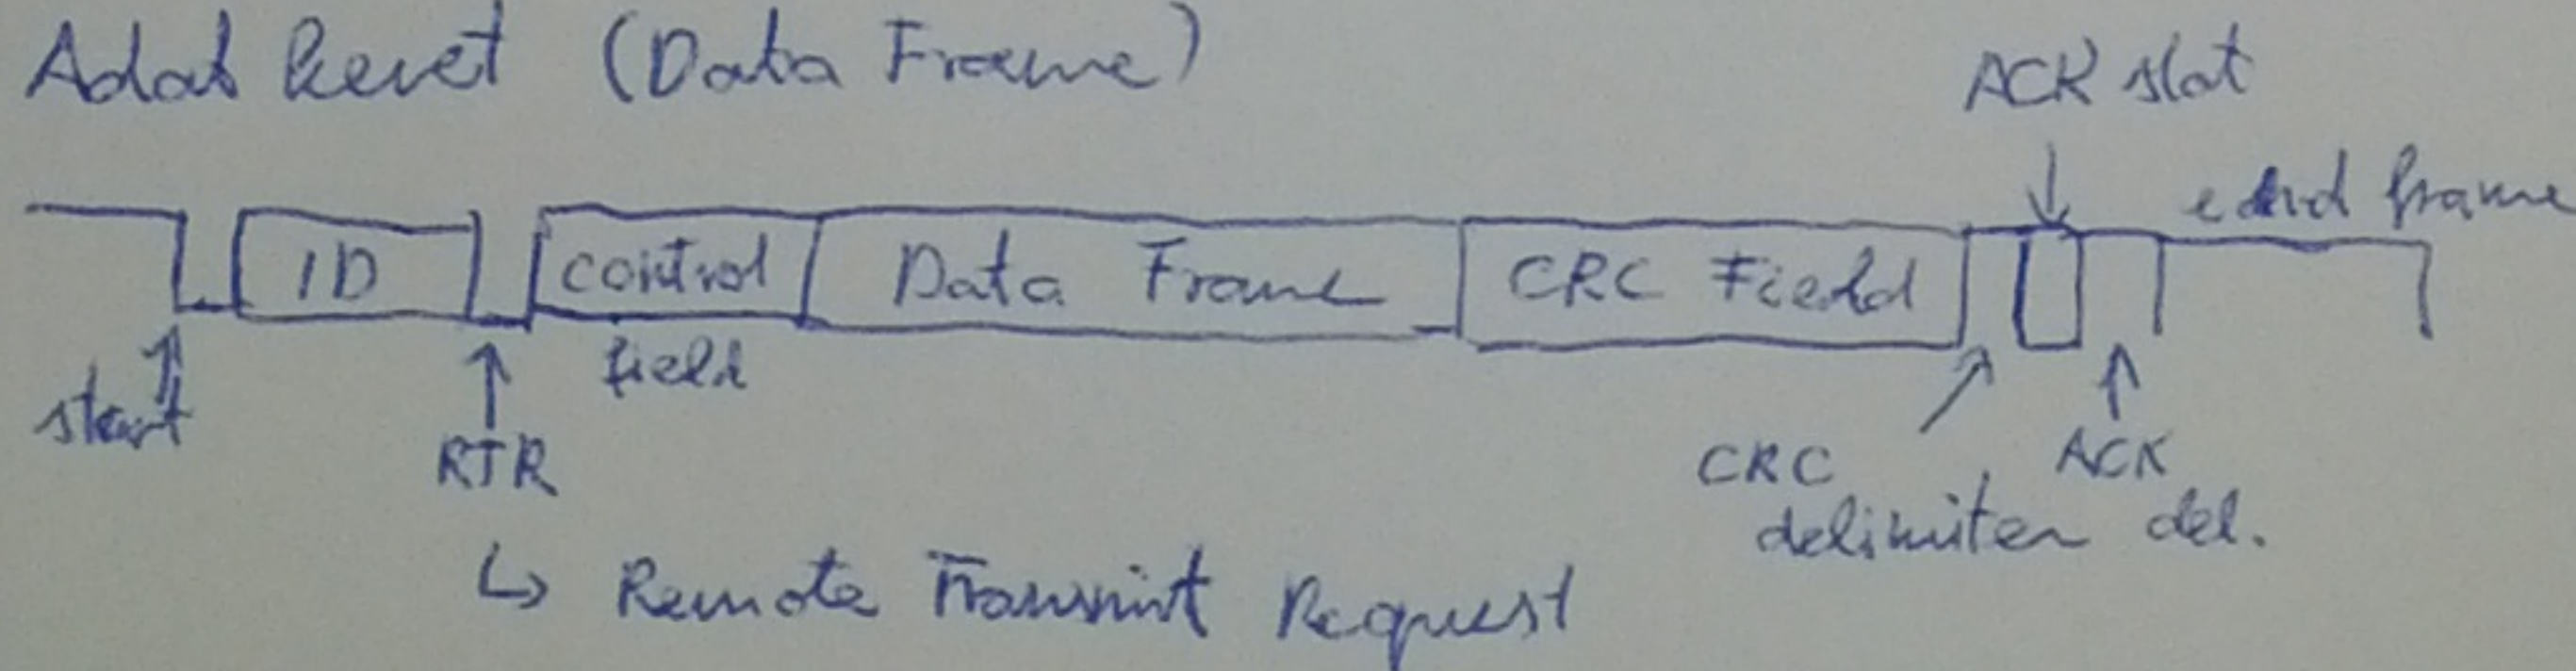 Adat keret (Data Frame)
ACK slot
end frame
ID
control
Data Frame
CRC Field
field
start
RTR
CRC
delimiter
ACK
del.
↳ Remote Transmit Request